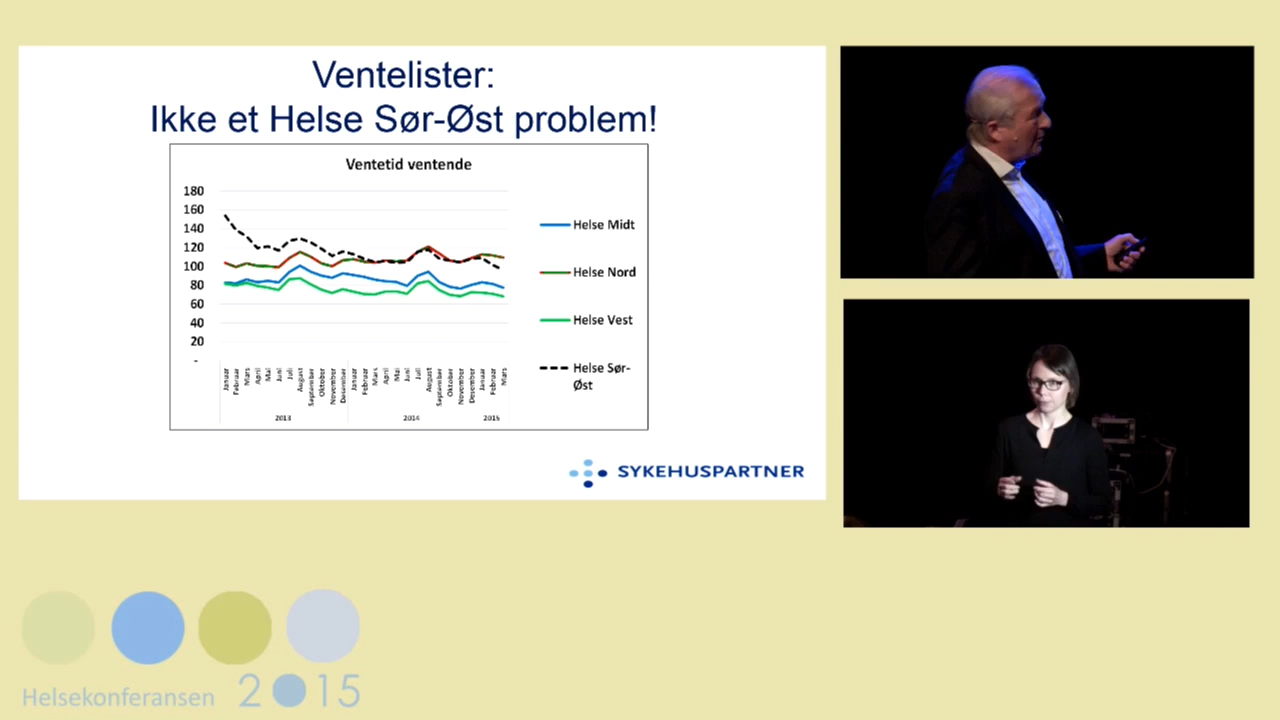 Ventelister:
Ikke et Helse Sør-Øst problem!
Ventetid ventende
180
160
140
120
100
80
60
40
20
-
Januar Februar Mars April Mai Juni Juli August September Oktober November Desember Januar Februar Mars April Mai Juni Juli August September Oktober November Desember Januar Februar Mars
2013 2014 2015
Helse Midt
Helse Nord
Helse Vest
Helse Sør-
Øst
SYKEHUSPARTNER
Helsekonferansen 2015